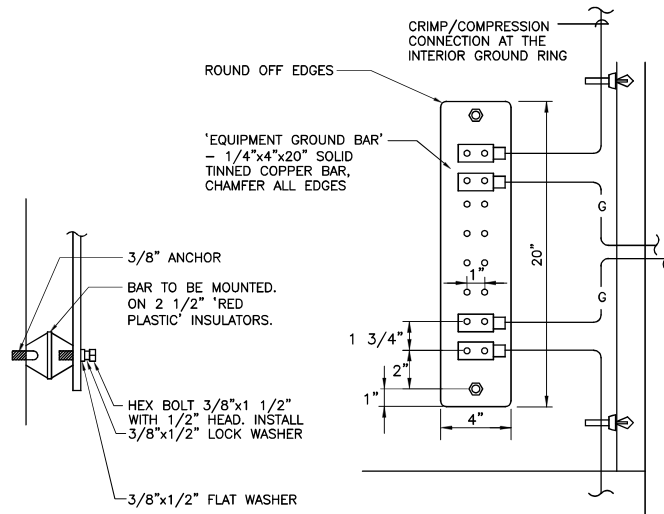 CRIMP/COMPRESSION
CONNECTION AT THE
INTERIOR GROUND RING
ROUND OFF EDGES
'EQUIPMENT GROUND BAR'
- 1/4"x4"x20" SOLID
TINNED COPPER BAR,
CHAMFER ALL EDGES
G
20"
1"
G
1 3/4"
2"
1"
4"
3/8" ANCHOR
BAR TO BE MOUNTED.
ON 2 1/2" 'RED
PLASTIC' INSULATORS.
HEX BOLT 3/8"x1 1/2"
WITH 1/2" HEAD. INSTALL
3/8"x1/2" LOCK WASHER
3/8"x1/2" FLAT WASHER